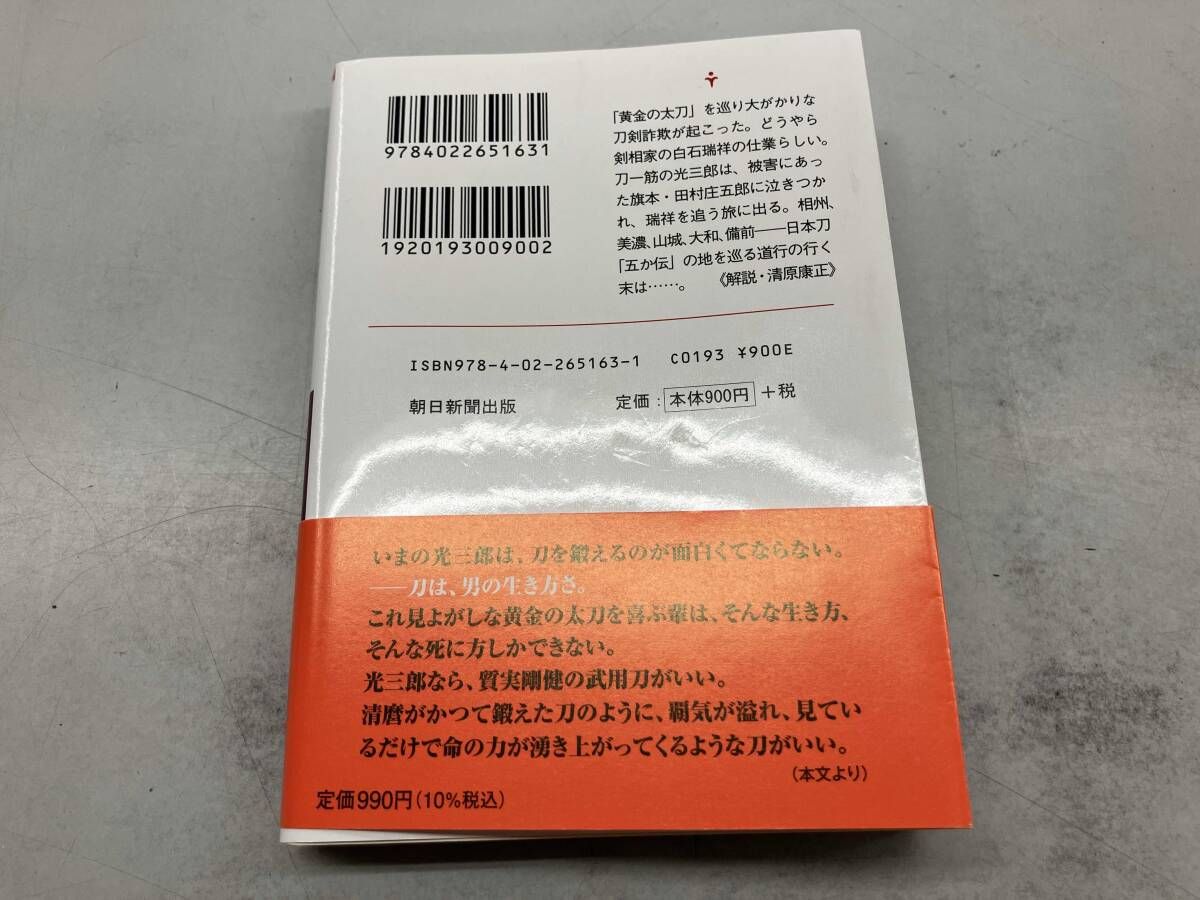 9784022651631
1920193009002
「黄金の太刀」を巡り大がかりな
刀剣詐欺が起こった。どうやら
剣相家の白石瑞祥の仕業らしい。
刀一筋の光三郎は、被害にあっ
た旗本・田村庄五郎に泣きつか
れ、瑞祥を追う旅に出る。相州、
美濃、山城、大和、備前――日本刀
「五か伝」の地を巡る道行の行く
末は……。 《解説・清原康正》
ISBN978-4-02-265163-1 C0193 ¥900E
朝日新聞出版 定価：本体900円＋税
いまの光三郎は、刀を鍛えるのが面白くてならない。
――刀は、男の生き方さ。
これ見よがしな黄金の太刀を喜ぶ輩は、そんな生き方、
そんな死に方しかできない。
光三郎なら、質実剛健の武用刀がいい。
清麿がかつて鍛えた刀のように、覇気が溢れ、見てい
るだけで命の力が湧き上がってくるような刀がいい。
（本文より）
定価990円（10％税込）